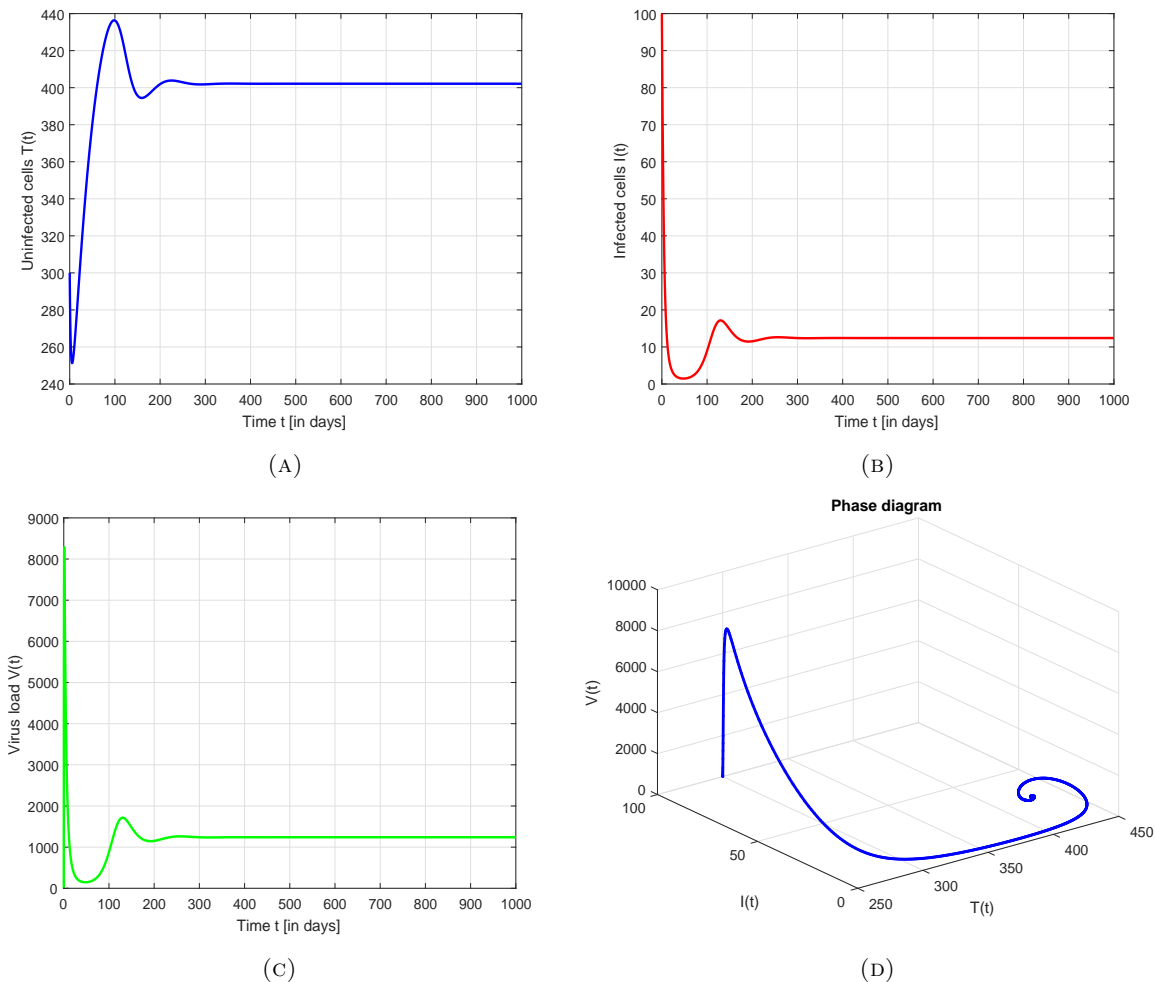 440
420
400
380
360
340
320
300
280
260
240
Uninfected cells T(t)
0 100 200 300 400 500 600 700 800 900 1000
Time t [in days]
(A)
100
90
80
70
60
50
40
30
20
10
0
Infected cells I(t)
0 100 200 300 400 500 600 700 800 900 1000
Time t [in days]
(B)
9000
8000
7000
6000
5000
4000
3000
2000
1000
0
Virus load V(t)
0 100 200 300 400 500 600 700 800 900 1000
Time t [in days]
(C)
Phase diagram
10000
8000
6000
4000
2000
0
V(t)
100
50
0
I(t)
250
300
350
400
450
T(t)
(D)